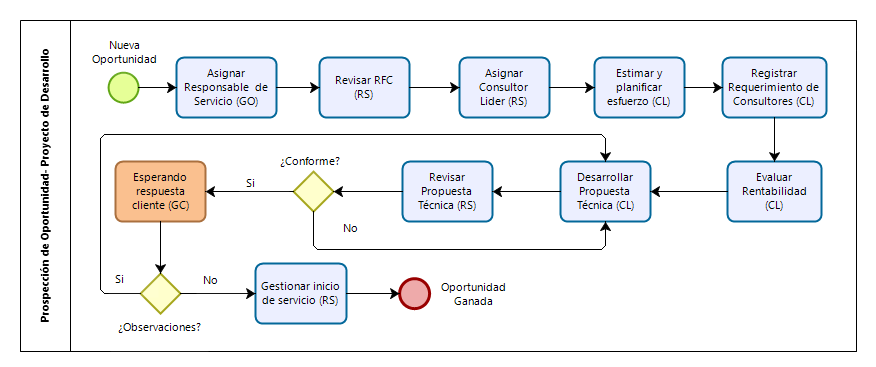 Prospección de Oportunidad- Proyecto de Desarrollo
Nueva
Oportunidad
Asignar
Responsable de
Servicio (GO)
Revisar RFC
(RS)
Asignar
Consultor
Lider (RS)
Estimar y
planificar
esfuerzo (CL)
Registrar
Requerimiento de
Consultores (CL)
Evaluar
Rentabilidad
(CL)
Desarrollar
Propuesta
Técnica (CL)
Revisar
Propuesta
Técnica (RS)
¿Conforme?
Si
No
Esperando
respuesta
cliente (GC)
Si
No
¿Observaciones?
Gestionar inicio
de servicio (RS)
Oportunidad
Ganada